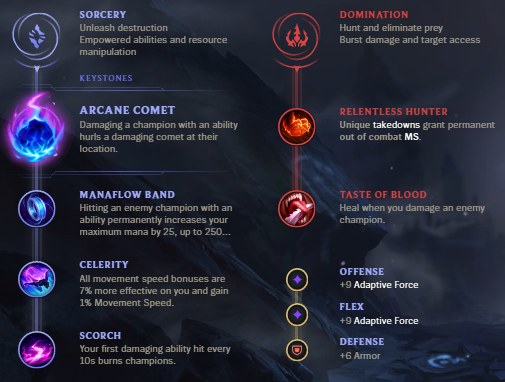 SORCERY
Unleash destruction
Empowered abilities and resource
manipulation
KEYSTONES
ARCANE COMET
Damaging a champion with an ability
hurls a damaging comet at their
location.
MANAFLOW BAND
Hitting an enemy champion with an
ability permanently increases your
maximum mana by 25, up to 250...
CELERITY
All movement speed bonuses are
7% more effective on you and gain
1% Movement Speed.
SCORCH
Your first damaging ability hit every
10s burns champions.
DOMINATION
Hunt and eliminate prey
Burst damage and target access
RELENTLESS HUNTER
Unique takedowns grant permanent
out of combat MS.
TASTE OF BLOOD
Heal when you damage an enemy
champion.
OFFENSE
+9 Adaptive Force
FLEX
+9 Adaptive Force
DEFENSE
+6 Armor